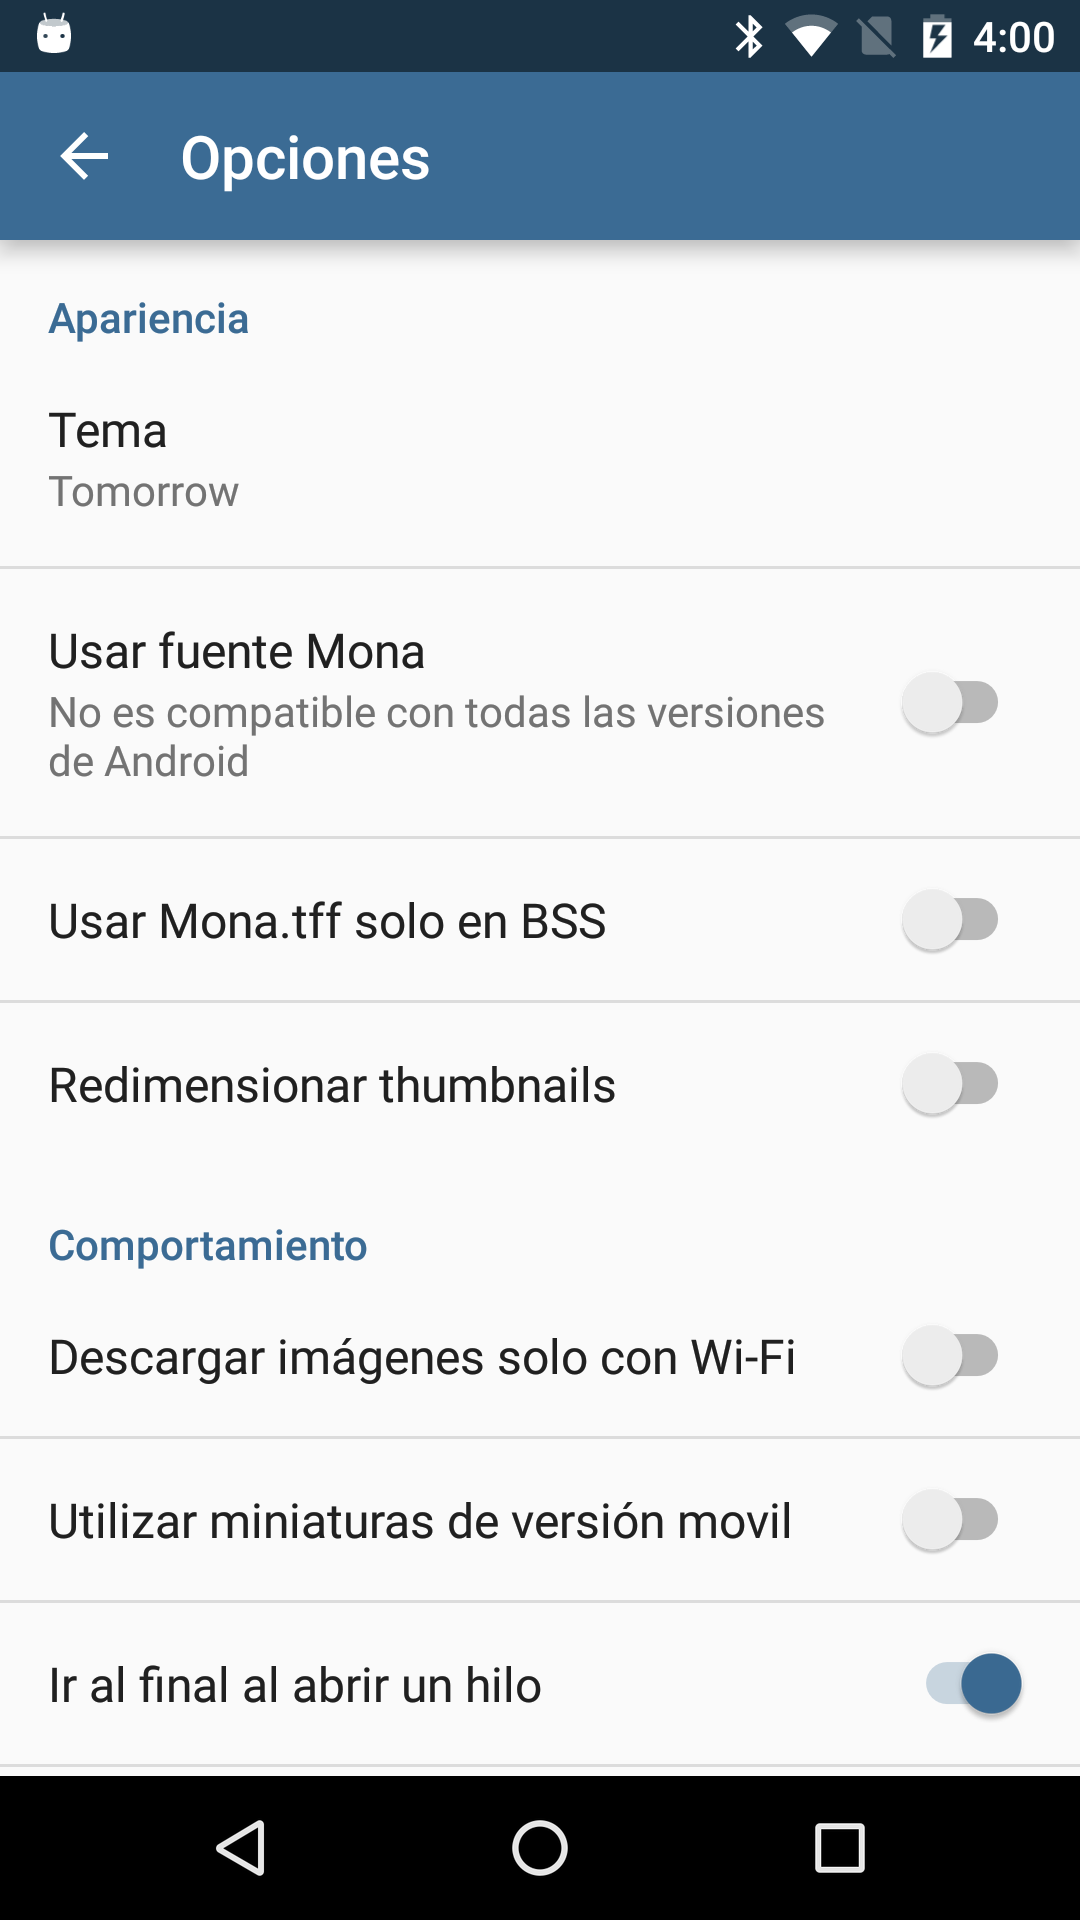 4:00
Opciones
Apariencia
Tema
Tomorrow
Usar fuente Mona
No es compatible con todas las versiones
de Android
Usar Mona.tff solo en BSS
Redimensionar thumbnails
Comportamiento
Descargar imágenes solo con Wi-Fi
Utilizar miniaturas de versión movil
Ir al final al abrir un hilo